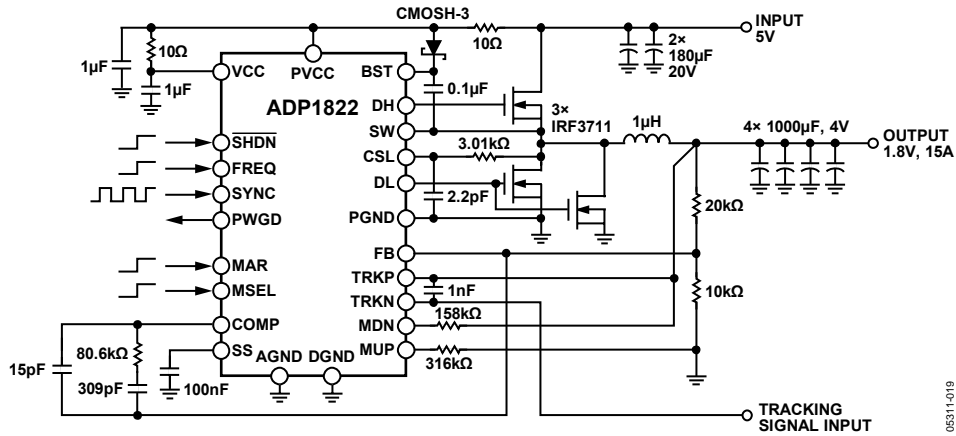 CMOSH-3
10Ω
INPUT
5V
2×
180µF
20V
10Ω
1µF
1µF
VCC
PVCC
BST
0.1µF
ADP1822
DH
3×
IRF3711
SW
1µH
4× 1000µF, 4V
OUTPUT
1.8V, 15A
SHDN
CSL
3.01kΩ
FREQ
DL
SYNC
2.2pF
20kΩ
PWGD
PGND
FB
MAR
TRKP
1nF
10kΩ
MSEL
TRKN
158kΩ
COMP
MDN
80.6kΩ
SS
MUP
316kΩ
AGND
DGND
15pF
309pF
100nF
TRACKING
SIGNAL INPUT
05311-019